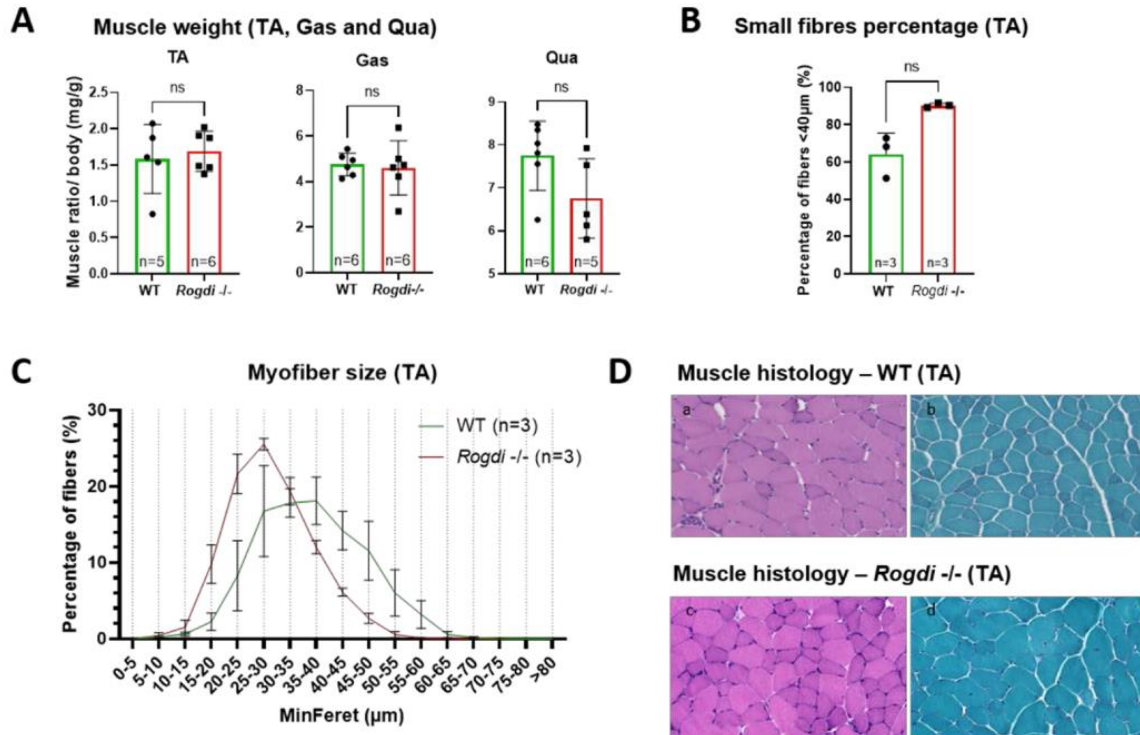 A
Muscle weight (TA, Gas and Qua)
TA
Gas
Qua
Muscle ratio/ body (mg/g)
2.5
2.0
1.5
1.0
0.5
0.0
ns
n=5
n=6
WT
Rogdi -/-
8
6
4
2
0
ns
n=6
n=6
WT
Rogdi-/-
9
8
7
6
5
ns
n=6
n=5
WT
Rogdi -/-
B
Small fibres percentage (TA)
Percentage of fibers <40µm (%)
100
80
60
40
20
0
ns
n=3
n=3
WT
Rogdi -/-
C
Myofiber size (TA)
Percentage of fibers (%)
30
20
10
0
WT (n=3)
Rogdi -/- (n=3)
0-5
5-10
10-15
15-20
20-25
25-30
30-35
35-40
40-45
45-50
50-55
55-60
60-65
65-70
70-75
75-80
>80
MinFeret (µm)
D
Muscle histology – WT (TA)
a
b
Muscle histology – Rogdi -/- (TA)
c
d